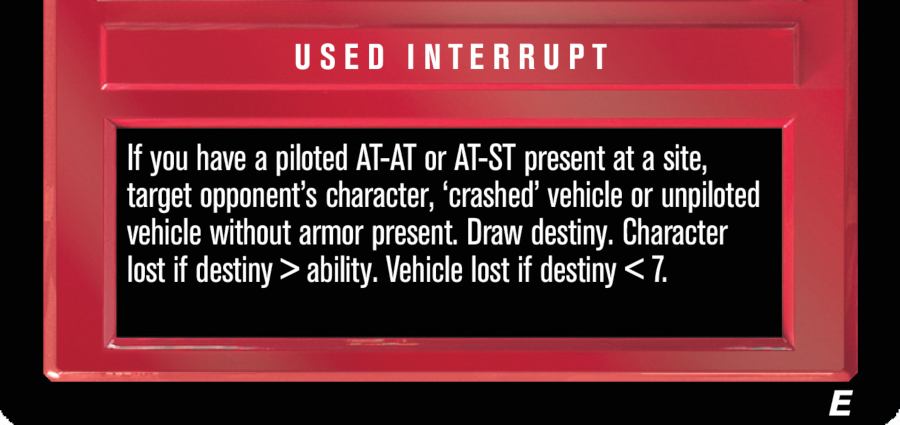 USED INTERRUPT
If you have a piloted AT-AT or AT-ST present at a site,
target opponent’s character, ‘crashed’ vehicle or unpiloted
vehicle without armor present. Draw destiny. Character
lost if destiny > ability. Vehicle lost if destiny < 7.
E